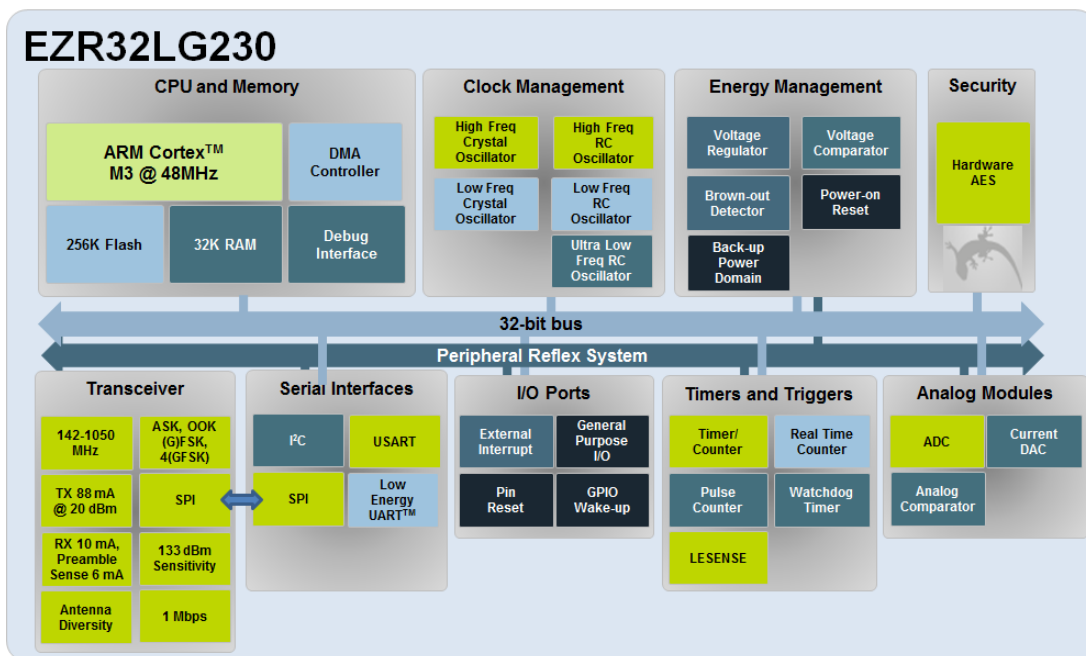 EZR32LG230
CPU and Memory
ARM Cortex™
M3 @ 48MHz
DMA
Controller
256K Flash
32K RAM
Debug
Interface
Clock Management
High Freq
Crystal
Oscillator
High Freq
RC
Oscillator
Low Freq
Crystal
Oscillator
Low Freq
RC
Oscillator
Ultra Low
Freq RC
Oscillator
Energy Management
Voltage
Regulator
Voltage
Comparator
Brown-out
Detector
Power-on
Reset
Back-up
Power
Domain
Security
Hardware
AES
32-bit bus
Peripheral Reflex System
Transceiver
142-1050
MHz
ASK, OOK
(G)FSK,
4(GFSK)
TX 88 mA
@ 20 dBm
SPI
RX 10 mA,
Preamble
Sense 6 mA
133 dBm
Sensitivity
Antenna
Diversity
1 Mbps
Serial Interfaces
I²C
USART
SPI
Low
Energy
UART™
I/O Ports
External
Interrupt
General
Purpose
I/O
Pin
Reset
GPIO
Wake-up
Timers and Triggers
Timer/
Counter
Real Time
Counter
Pulse
Counter
Watchdog
Timer
LESENSE
Analog Modules
ADC
Current
DAC
Analog
Comparator